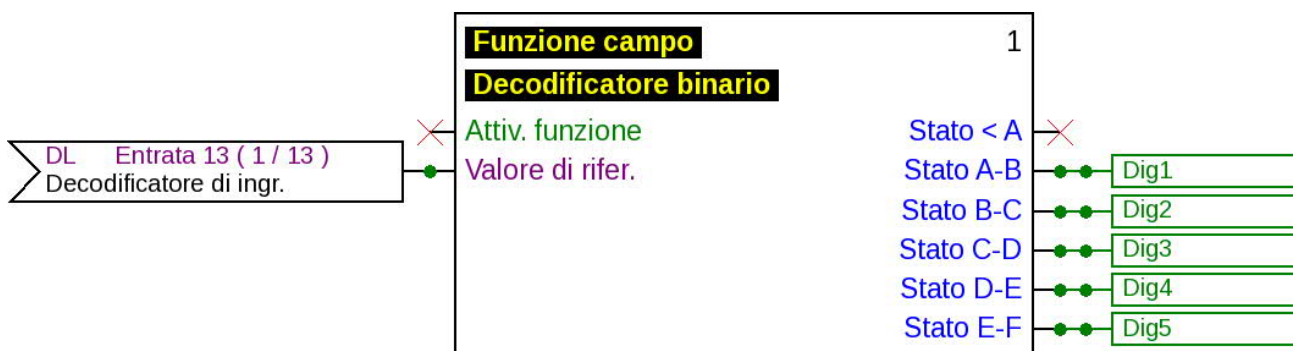 Funzione campo 1
Decodificatore binario
Attiv. funzione Stato < A
DL Entrata 13 ( 1 / 13 )
Decodificatore di ingr.
Valore di rifer. Stato A-B Dig1
Stato B-C Dig2
Stato C-D Dig3
Stato D-E Dig4
Stato E-F Dig5